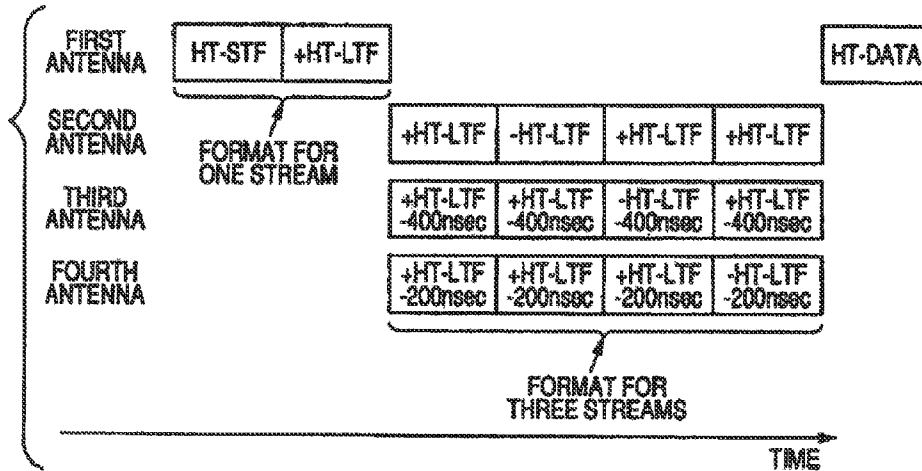 FIRST
ANTENNA
HT-STF
+HT-LTF
HT-DATA
FORMAT FOR
ONE STREAM
SECOND
ANTENNA
+HT-LTF
-HT-LTF
+HT-LTF
+HT-LTF
THIRD
ANTENNA
+HT-LTF
-400nsec
+HT-LTF
-400nsec
-HT-LTF
-400nsec
+HT-LTF
-400nsec
FOURTH
ANTENNA
+HT-LTF
-200nsec
+HT-LTF
-200nsec
+HT-LTF
-200nsec
-HT-LTF
-200nsec
FORMAT FOR
THREE STREAMS
TIME